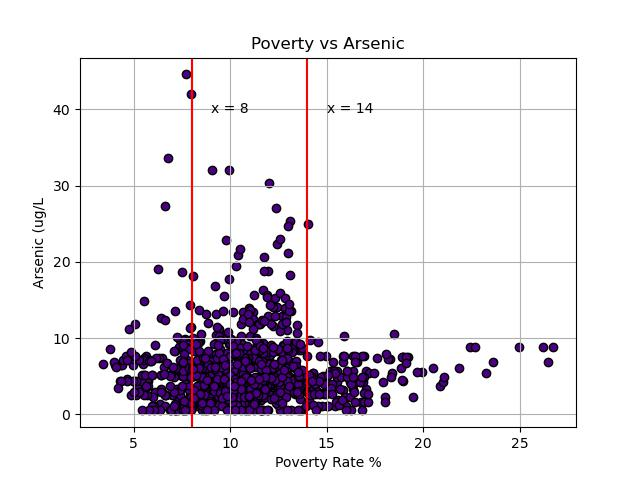 Poverty vs Arsenic
Arsenic (ug/L
40
30
20
10
0
x = 8
x = 14
5
10
15
20
25
Poverty Rate %